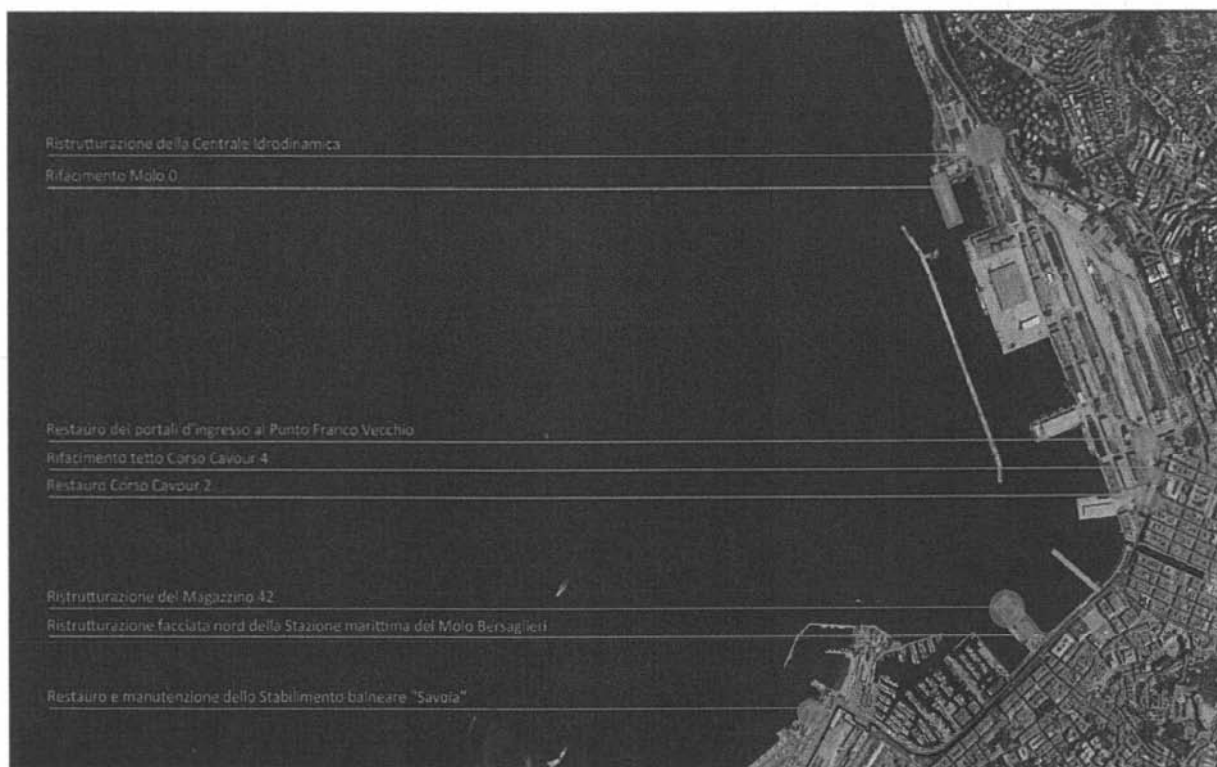 Ristrutturazione della Centrale Idrodinamica
Rifacimento Molo 0
Restauro dei portali d'ingresso al Punto Franco Vecchio
Rifacimento tetto Corso Cavour 4
Restauro Corso Cavour 2
Ristrutturazione del Magazzino 42
Ristrutturazione facciata nord della Stazione marittima del Molo Bersaglieri
Restauro e manutenzione dello Stabilimento balneare "Savoia"